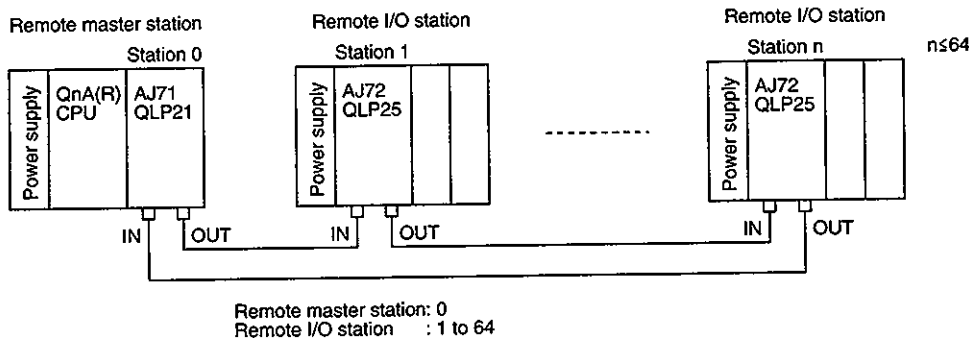 Remote master station
Station 0
Power supply
QnA(R)
CPU
AJ71
QLP21
IN
OUT
Remote I/O station
Station 1
Power supply
AJ72
QLP25
IN
OUT
Remote I/O station
Station n
n≤64
Power supply
AJ72
QLP25
IN
OUT
Remote master station: 0
Remote I/O station : 1 to 64